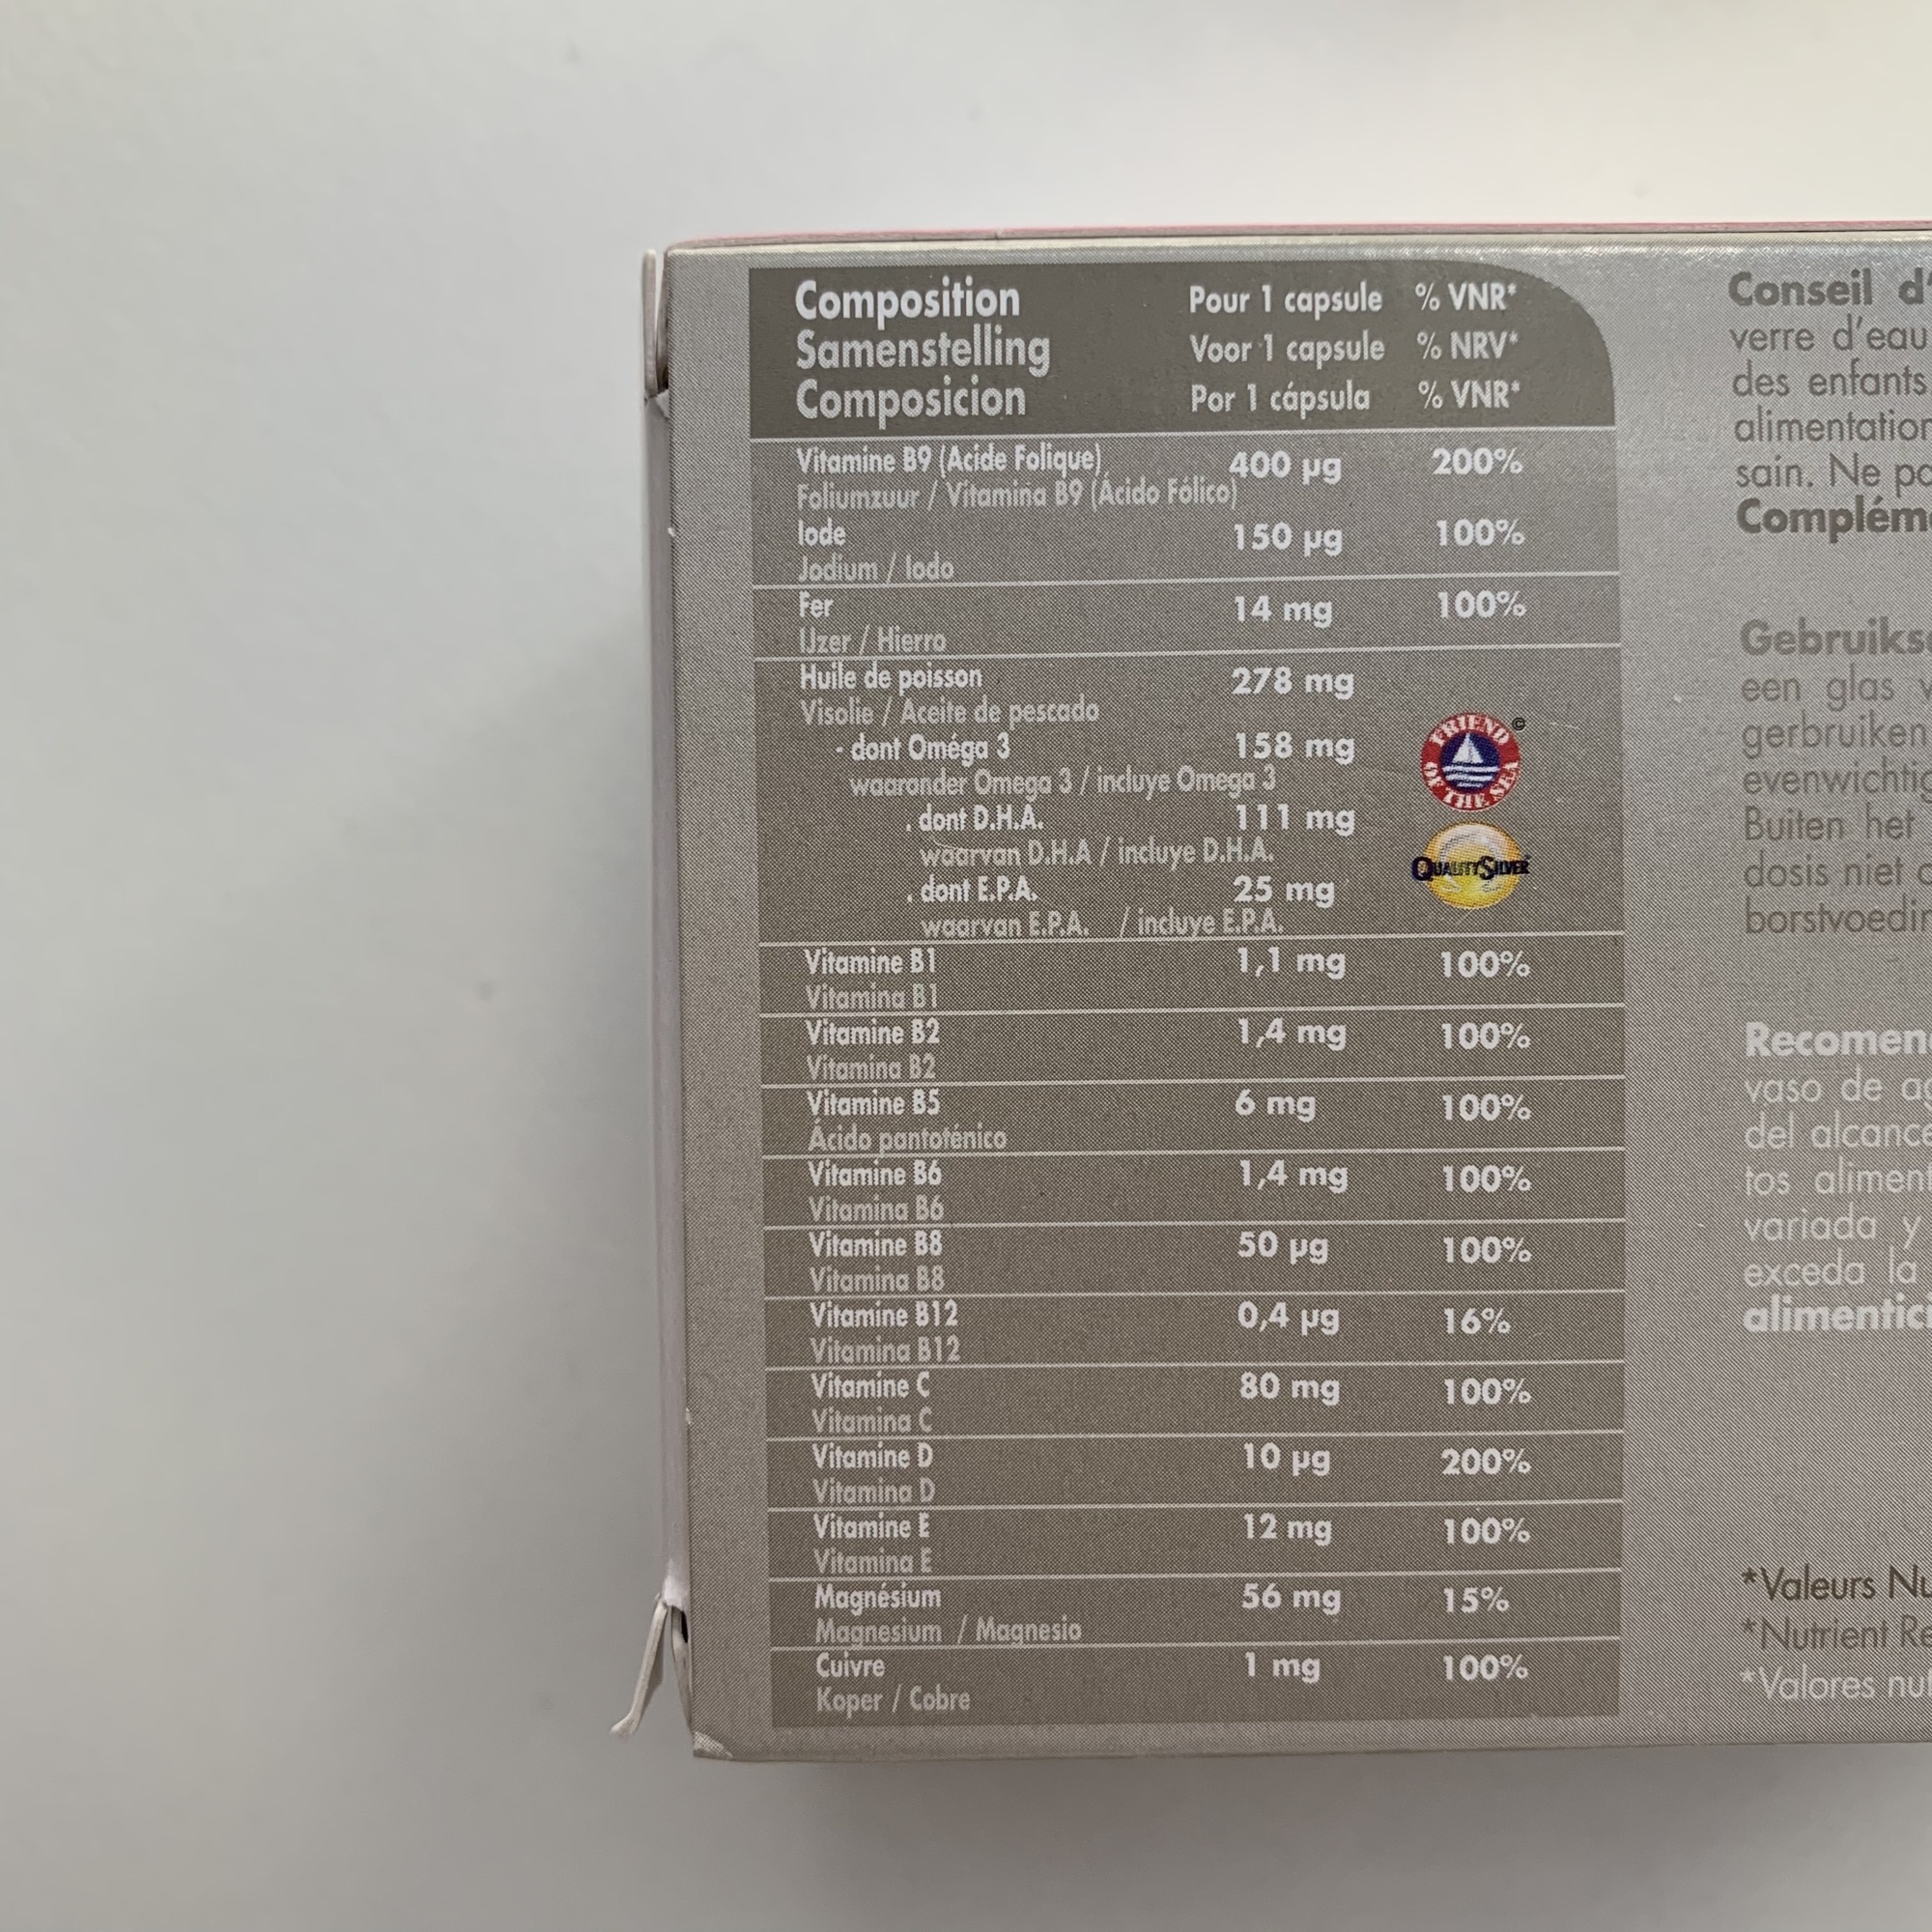 Composition Pour 1 capsule % VNR*
Samenstelling Voor 1 capsule % NRV*
Composicion Por 1 cápsula % VNR*
Vitamine B9 (Acide Folique) 400 µg 200%
Foliumzuur / Vitamina B9 (Ácido Fólico)
Iode 150 µg 100%
Jodium / Iodo
Fer 14 mg 100%
IJzer / Hierro
Huile de poisson 278 mg
Visolie / Aceite de pescado
- dont Oméga 3 158 mg
waaronder Omega 3 / incluye Omega 3
. dont D.H.A. 111 mg
waarvan D.H.A / incluye D.H.A.
. dont E.P.A. 25 mg
waarvan E.P.A. / incluye E.P.A.
FRIEND OF THE SEA ©
QUALITYSILVER
Vitamine B1 1,1 mg 100%
Vitamina B1
Vitamine B2 1,4 mg 100%
Vitamina B2
Vitamine B5 6 mg 100%
Ácido pantoténico
Vitamine B6 1,4 mg 100%
Vitamina B6
Vitamine B8 50 µg 100%
Vitamina B8
Vitamine B12 0,4 µg 16%
Vitamina B12
Vitamine C 80 mg 100%
Vitamina C
Vitamine D 10 µg 200%
Vitamina D
Vitamine E 12 mg 100%
Vitamina E
Magnésium 56 mg 15%
Magnesium / Magnesio
Cuivre 1 mg 100%
Koper / Cobre
Conseil d'
verre d'eau
des enfants
alimentation
sain. Ne
Complém
Gebruiks
een glas
gerbruiken
evenwichtig
Buiten het
dosis niet
borstvoedin
Recomen
vaso de
del alcance
tos aliment
variada y
exceda la
alimentic
*Valeurs Nu
*Nutrient Re
*Valores nut